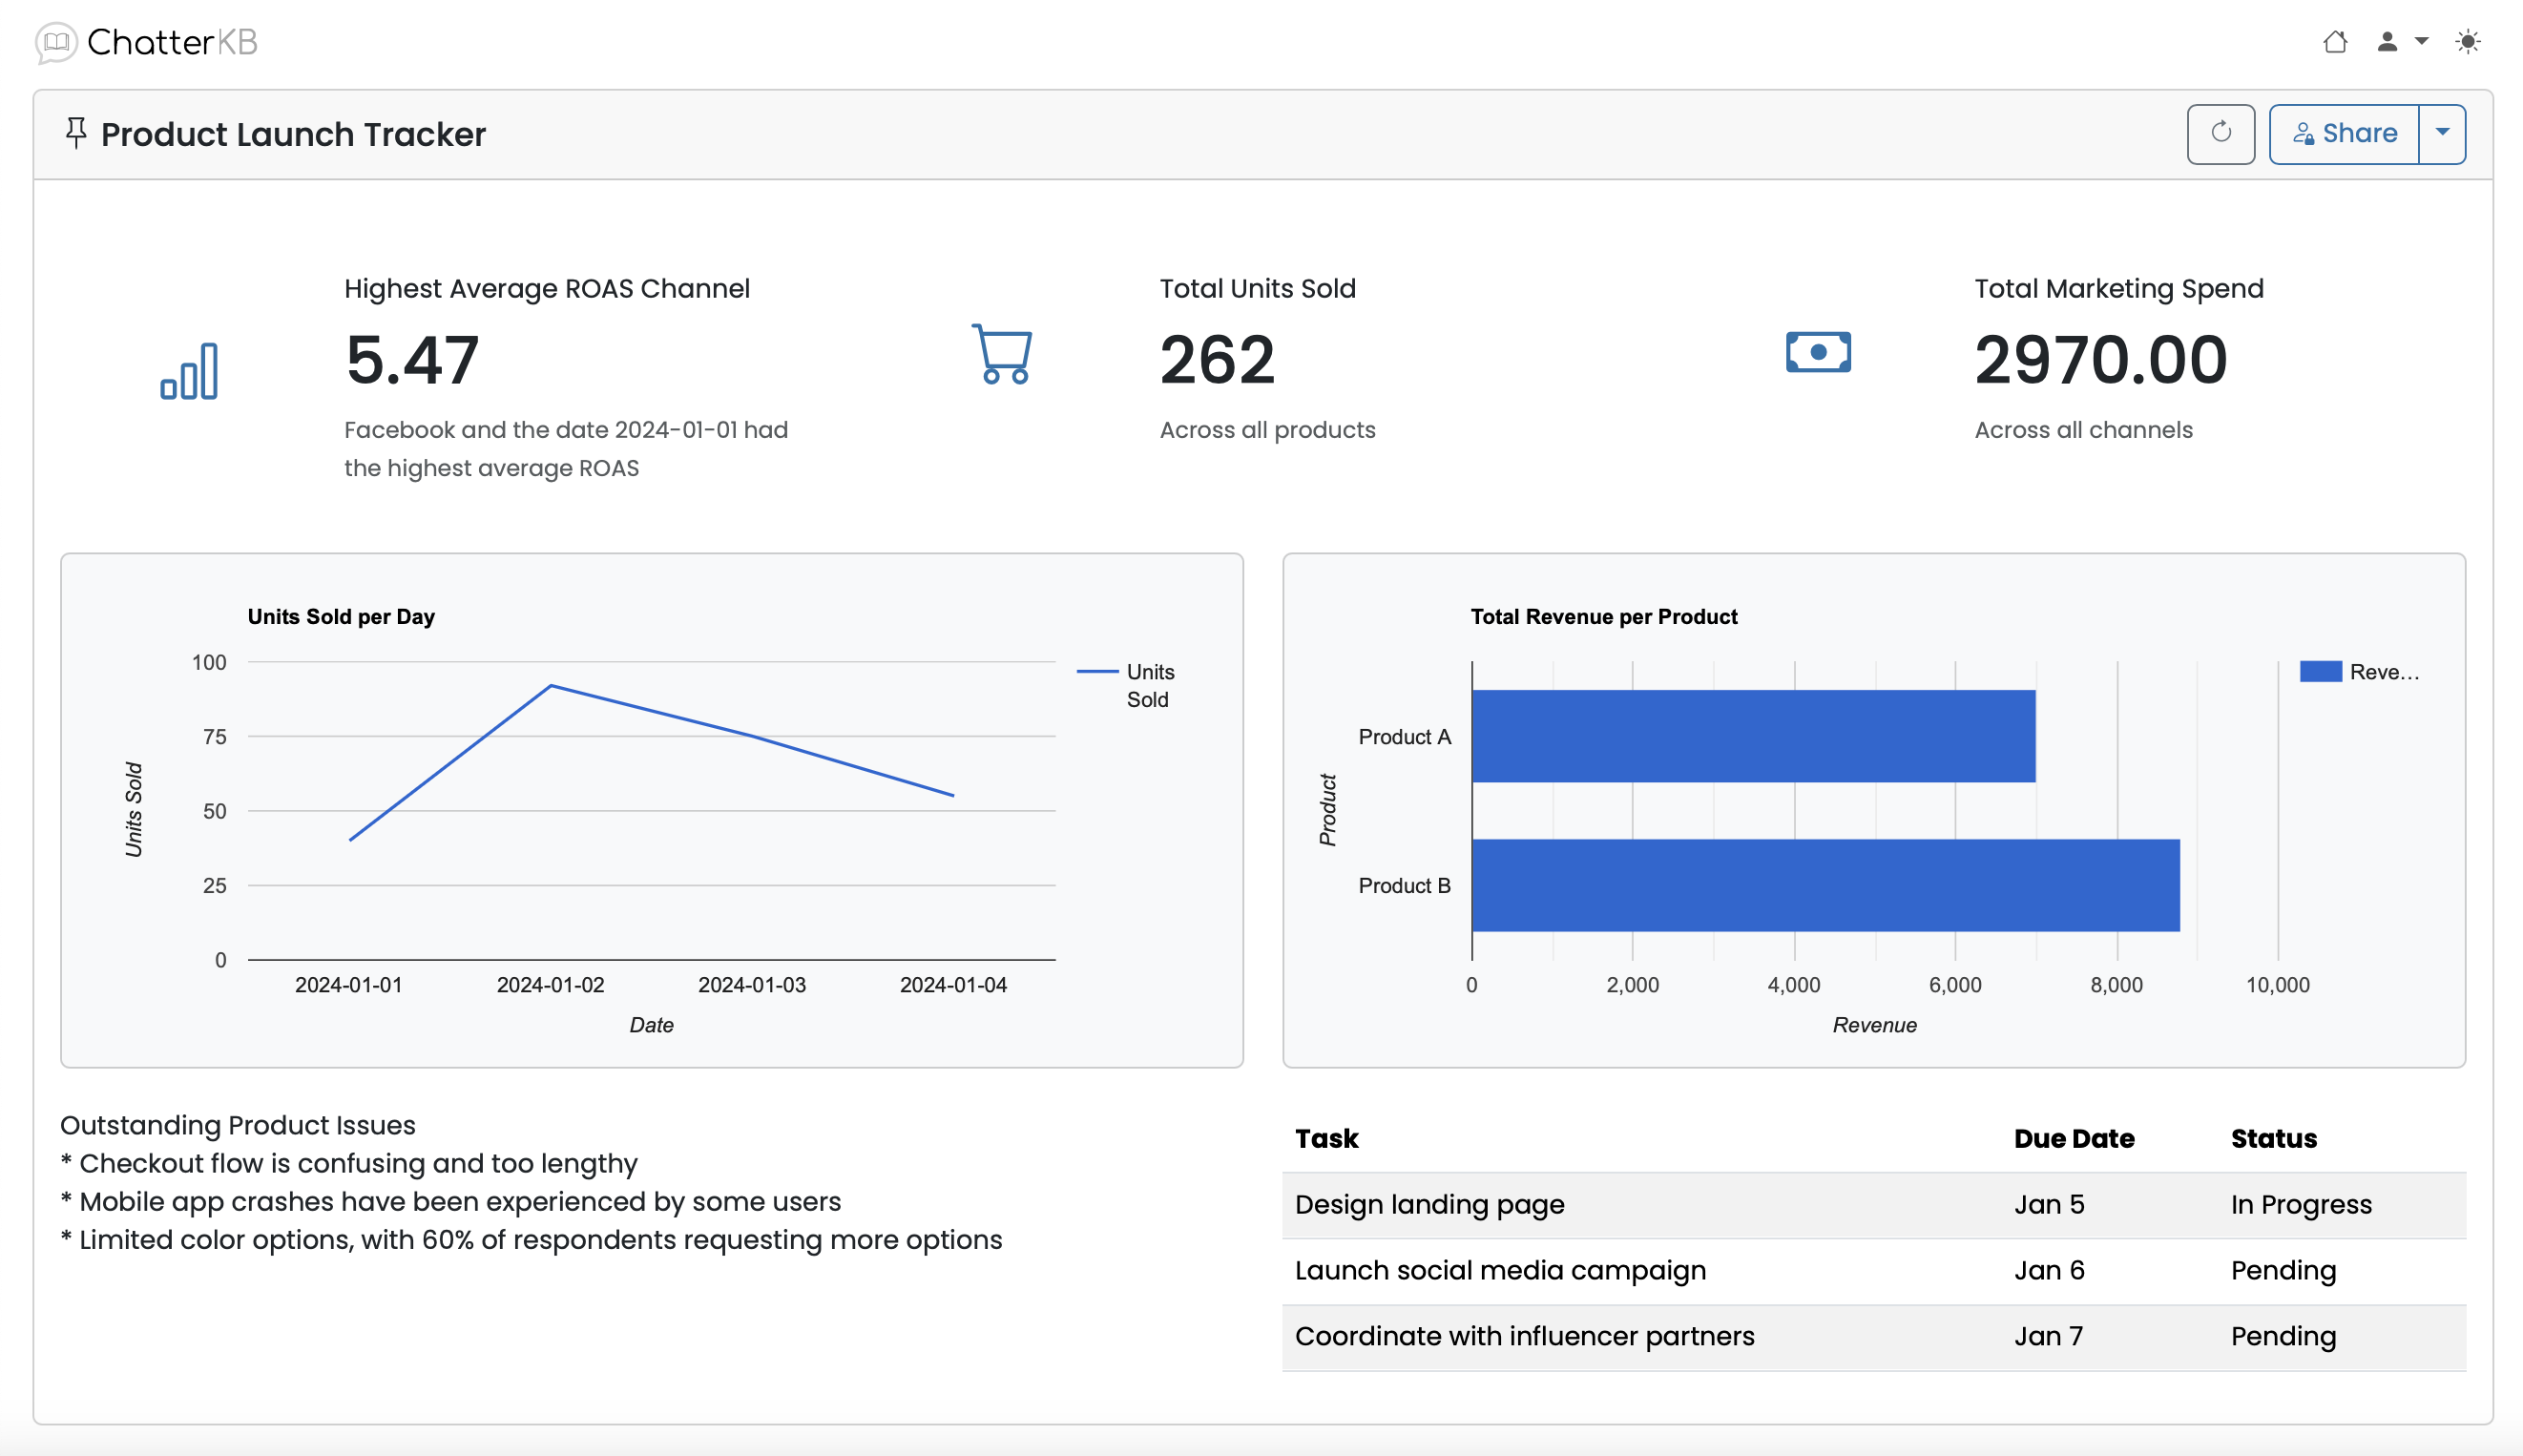 ChatterKB
Product Launch Tracker
Share
Highest Average ROAS Channel
5.47
Facebook and the date 2024-01-01 had
the highest average ROAS
Total Units Sold
262
Across all products
Total Marketing Spend
2970.00
Across all channels
Units Sold per Day
100
75
50
25
0
Units Sold
2024-01-01
2024-01-02
2024-01-03
2024-01-04
Date
Units
Sold
Total Revenue per Product
Product A
Product B
Product
0
2,000
4,000
6,000
8,000
10,000
Revenue
Reve...
Outstanding Product Issues
* Checkout flow is confusing and too lengthy
* Mobile app crashes have been experienced by some users
* Limited color options, with 60% of respondents requesting more options
Task Due Date Status
Design landing page Jan 5 In Progress
Launch social media campaign Jan 6 Pending
Coordinate with influencer partners Jan 7 Pending